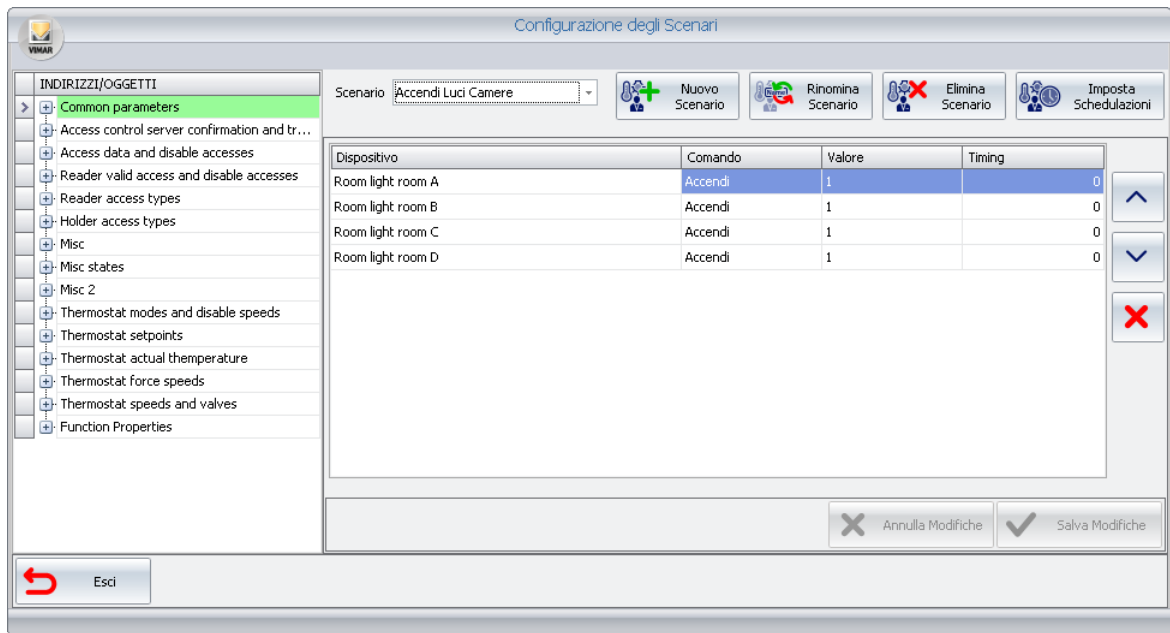 Configurazione degli Scenari
VIMAR
INDIRIZZI/OGGETTI
Common parameters
Access control server confirmation and tr...
Access data and disable accesses
Reader valid access and disable accesses
Reader access types
Holder access types
Misc
Misc states
Misc 2
Thermostat modes and disable speeds
Thermostat setpoints
Thermostat actual themperature
Thermostat force speeds
Thermostat speeds and valves
Function Properties
Scenario Accendi Luci Camere
Nuovo
Scenario
Rinomina
Scenario
Elimina
Scenario
Imposta
Schedulazioni
Dispositivo Comando Valore Timing
Room light room A Accendi 1 0
Room light room B Accendi 1 0
Room light room C Accendi 1 0
Room light room D Accendi 1 0
Annulla Modifiche Salva Modifiche
Esci